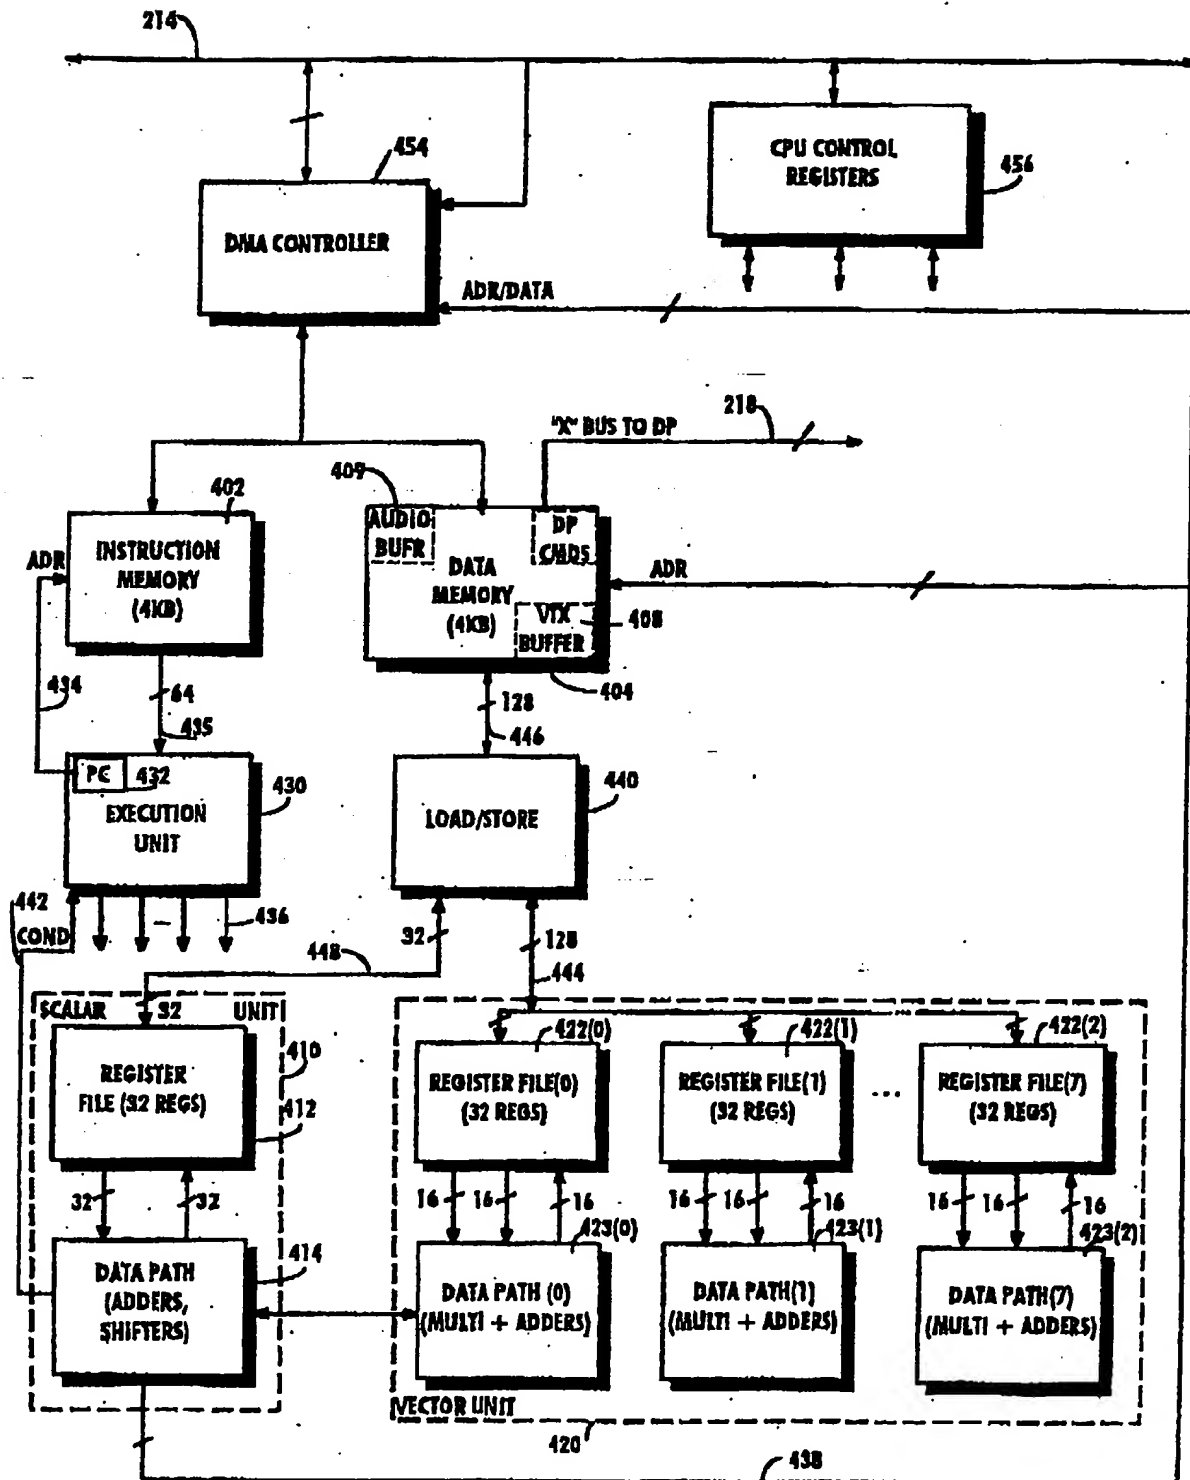 214
454
CPU CONTROL
REGISTERS
456
DMA CONTROLLER
ADR/DATA
218
"X" BUS TO DP
409
402
AUDIO
BUFR
DP
CMDS
ADR
INSTRUCTION
MEMORY
(4KB)
DATA
MEMORY
(4KB)
ADR
VTX
BUFFER
408
434
64
435
404
128
446
PC
432
EXECUTION
UNIT
430
440
LOAD/STORE
442
COND
436
32
128
448
444
SCALAR
32
UNIT
422(0)
422(1)
422(2)
410
REGISTER
FILE (32 REGS)
412
REGISTER FILE(0)
(32 REGS)
REGISTER FILE(1)
(32 REGS)
...
REGISTER FILE(7)
(32 REGS)
32
32
16
16
16
16
16
16
16
16
16
423(0)
423(1)
423(2)
DATA PATH
(ADDERS,
SHIFTERS)
414
DATA PATH (0)
(MULTI + ADDERS)
DATA PATH(1)
(MULTI + ADDERS)
DATA PATH(7)
(MULTI + ADDERS)
VECTOR UNIT
420
438